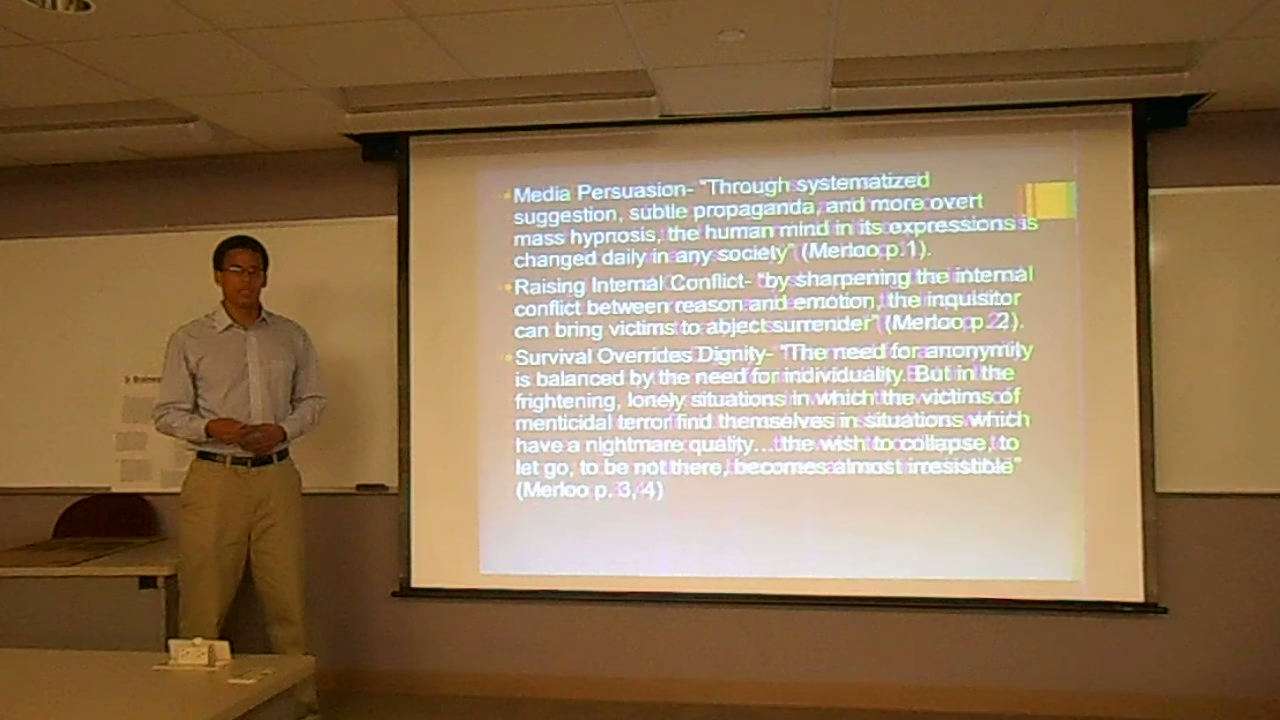 Media Persuasion- "Through systematized
suggestion, subtle propaganda, and more overt
mass hypnosis, the human mind in its expressions is
changed daily in any society" (Merloo p.1).
Raising Internal Conflict- "by sharpening the internal
conflict between reason and emotion, the inquisitor
can bring victims to abject surrender" (Merloo p. 2).
Survival Overrides Dignity- "The need for anonymity
is balanced by the need for individuality. But in the
frightening, lonely situations in which the victims of
menticidal terror find themselves in situations which
have a nightmare quality…the wish to collapse, to
let go, to be not there, becomes almost irresistible"
(Merloo p. 3, 4)